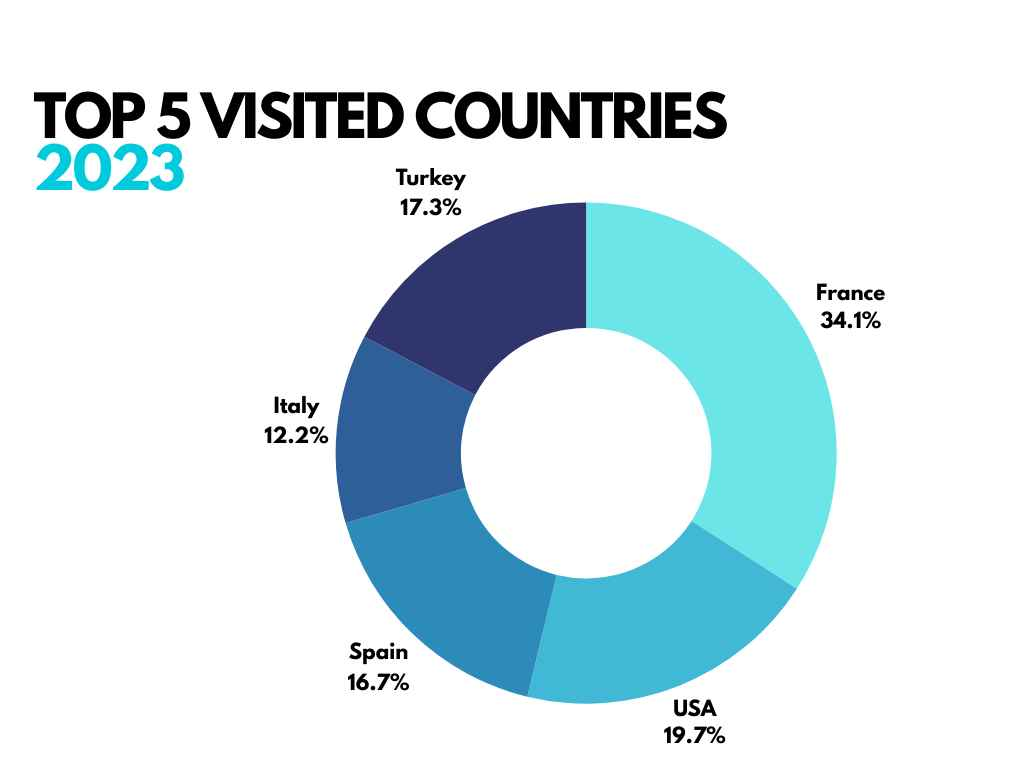 TOP 5 VISITED COUNTRIES
2023
Turkey
17.3%
France
34.1%
Italy
12.2%
Spain
16.7%
USA
19.7%